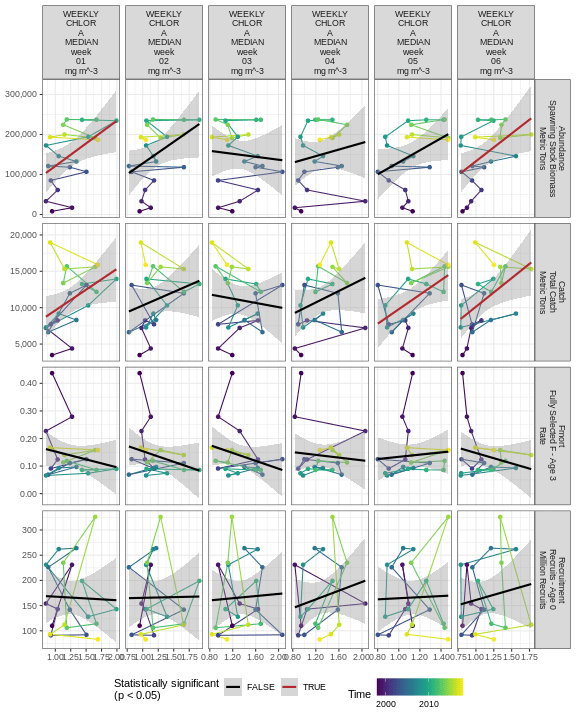 WEEKLY CHLOR A MEDIAN week 01 mg m^-3
WEEKLY CHLOR A MEDIAN week 02 mg m^-3
WEEKLY CHLOR A MEDIAN week 03 mg m^-3
WEEKLY CHLOR A MEDIAN week 04 mg m^-3
WEEKLY CHLOR A MEDIAN week 05 mg m^-3
WEEKLY CHLOR A MEDIAN week 06 mg m^-3
300,000
200,000
100,000
0
Abundance
Spawning Stock Biomass
Metric Tons
20,000
15,000
10,000
5,000
Catch
Total Catch
Metric Tons
0.40
0.30
0.20
0.10
0.00
Fmort
Fully Selected F - Age 3
Rate
300
250
200
150
100
Recruitment
Recruits - Age 0
Million Recruits
1.00 1.25 1.50 1.75 2.00
0.75 1.00 1.25 1.50 1.75
0.80 1.20 1.60 2.00
0.80 1.20 1.60 2.00
0.80 1.00 1.20 1.40
0.75 1.00 1.25 1.50 1.75
Statistically significant
(p < 0.05)
FALSE
TRUE
Time
2000 2010